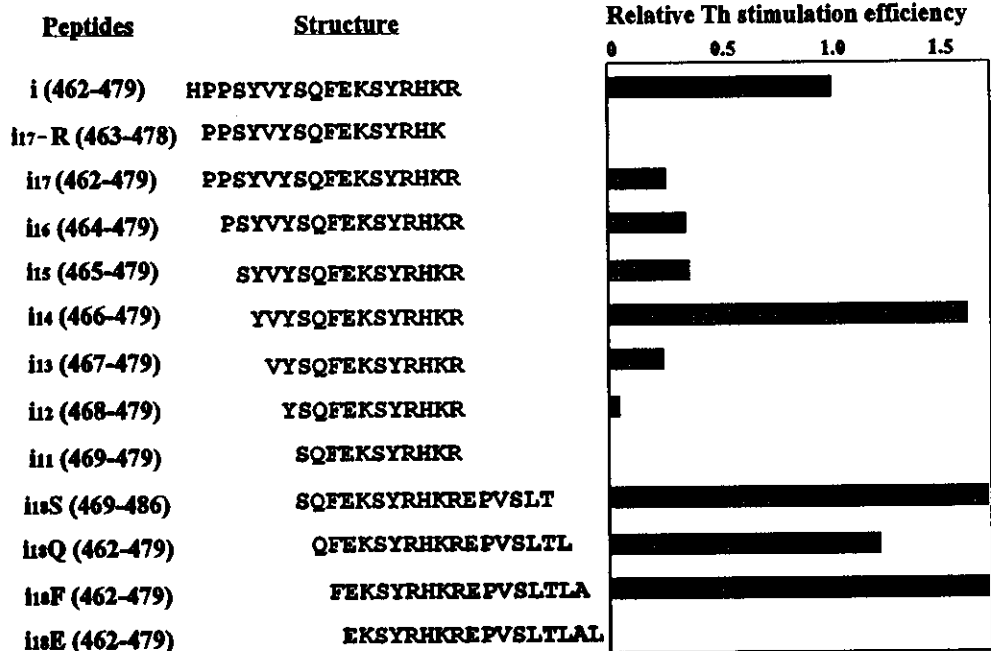 Peptides Structure Relative Th stimulation efficiency
0 0.5 1.0 1.5
i (462-479) HPPSYVYSQFEKSYRHKR
i17-R (463-478) PPSYVYSQFEKSYRHK
i17 (462-479) PPSYVYSQFEKSYRHKR
i16 (464-479) PSYVYSQFEKSYRHKR
i15 (465-479) SYVYSQFEKSYRHKR
i14 (466-479) YVYSQFEKSYRHKR
i13 (467-479) VYSQFEKSYRHKR
i12 (468-479) YSQFEKSYRHKR
i11 (469-479) SQFEKSYRHKR
i18S (469-486) SQFEKSYRHKREPVSLT
i18Q (462-479) QFEKSYRHKREPVSLTL
i18F (462-479) FEKSYRHKREPVSLTLA
i18E (462-479) EKSYRHKREPVSLTLAL